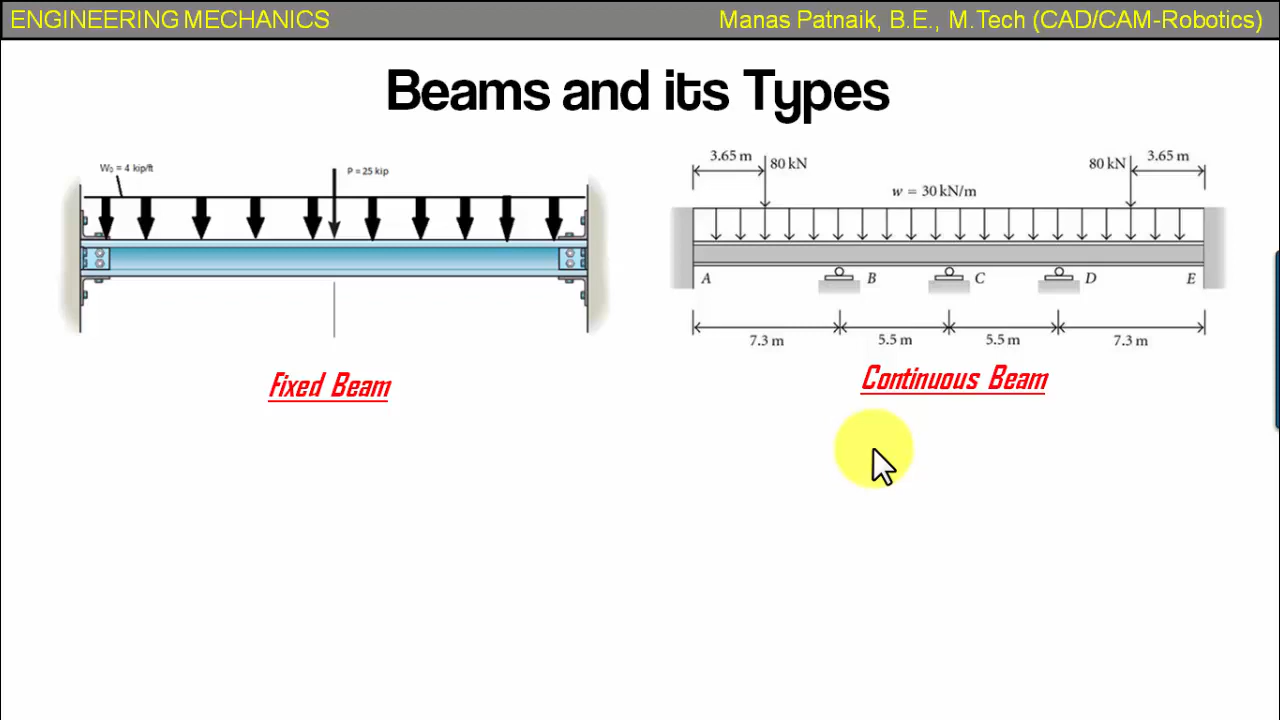 ENGINEERING MECHANICS
Manas Patnaik, B.E., M.Tech (CAD/CAM-Robotics)
Beams and its Types
W₀ = 4 kip/ft
P = 25 kip
Fixed Beam
3.65 m
80 kN
80 kN
3.65 m
w = 30 kN/m
A
B
C
D
E
7.3 m
5.5 m
5.5 m
7.3 m
Continuous Beam